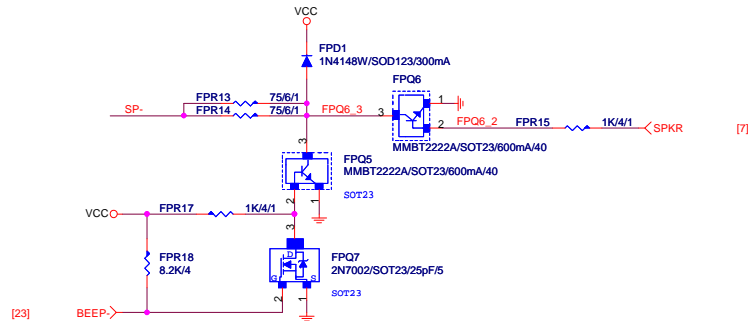 VCC
FPD1
1N4148W/SOD123/300mA
FPR13
75/6/1
FPR14
75/6/1
SP-
FPQ6_3
FPQ6
3
1
2
FPQ6_2
FPR15
1K/4/1
SPKR
[7]
MMBT2222A/SOT23/600mA/40
3
FPQ5
MMBT2222A/SOT23/600mA/40
SOT23
2
1
VCC
FPR17
1K/4/1
3
FPR18
8.2K/4
D
G
S
FPQ7
2N7002/SOT23/25pF/5
SOT23
2
1
[23]
BEEP-